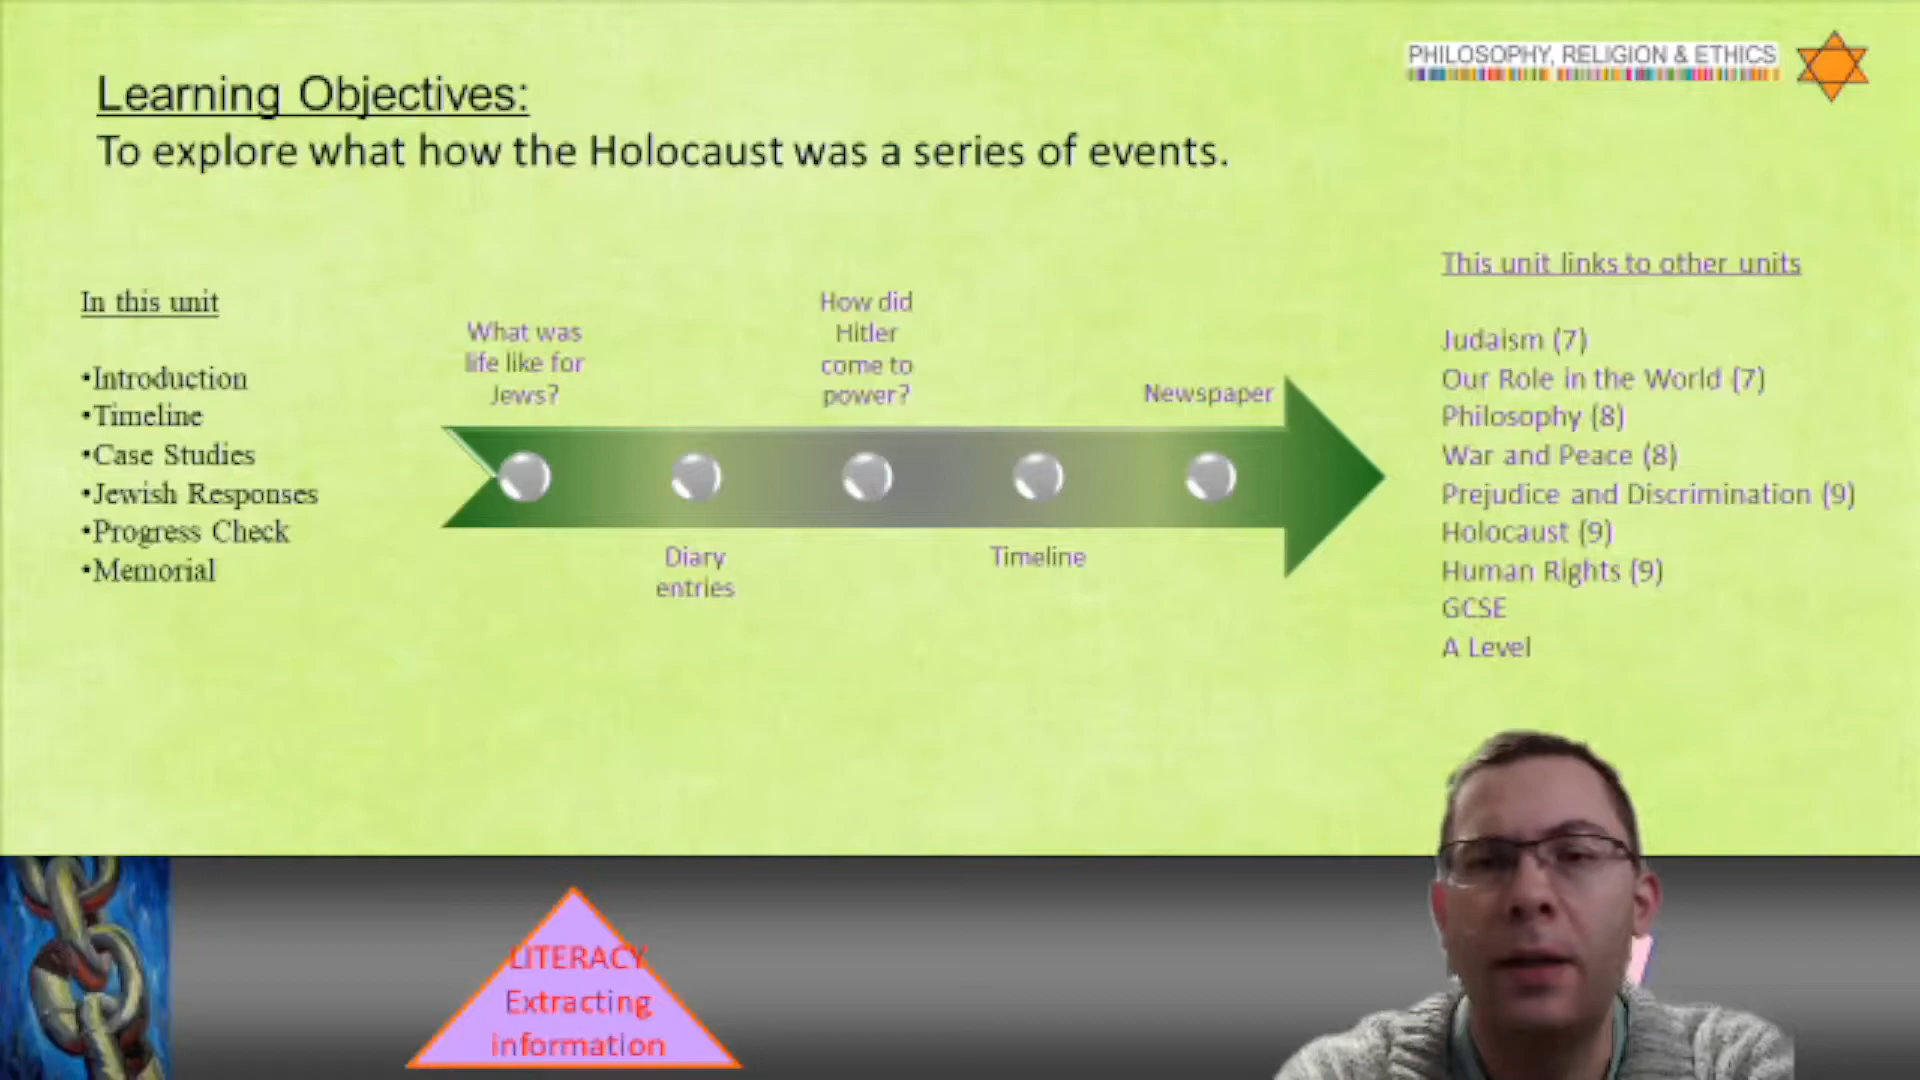 PHILOSOPHY, RELIGION & ETHICS
Learning Objectives:
To explore what how the Holocaust was a series of events.
In this unit
•Introduction
•Timeline
•Case Studies
•Jewish Responses
•Progress Check
•Memorial
What was
life like for
Jews?
Diary
entries
How did
Hitler
come to
power?
Timeline
Newspaper
This unit links to other units
Judaism (7)
Our Role in the World (7)
Philosophy (8)
War and Peace (8)
Prejudice and Discrimination (9)
Holocaust (9)
Human Rights (9)
GCSE
A Level
LITERACY
Extracting
information